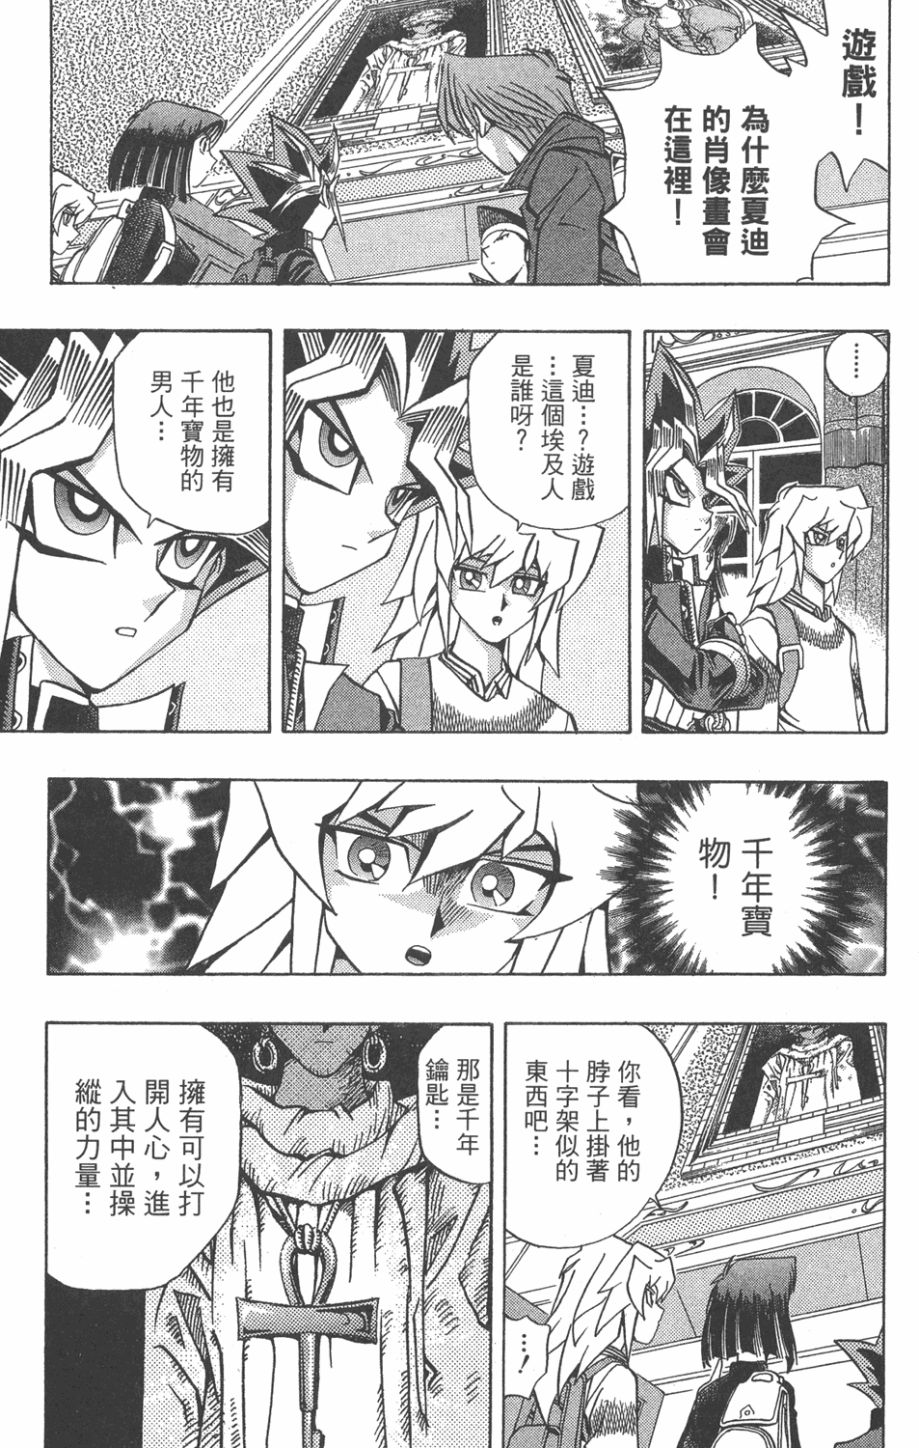 遊戲！
為什麼夏迪
的肖像畫會
在這裡！
……
夏迪…？遊戲
…這個埃及人
是誰呀？
他也是擁有
千年寶物的
男人…
千年寶
物！
你看，他的
脖子上掛著
十字架似的
東西吧…
…！
那是千年
鑰匙…
擁有可以打
開人心，進
入其中並操
縱的力量…